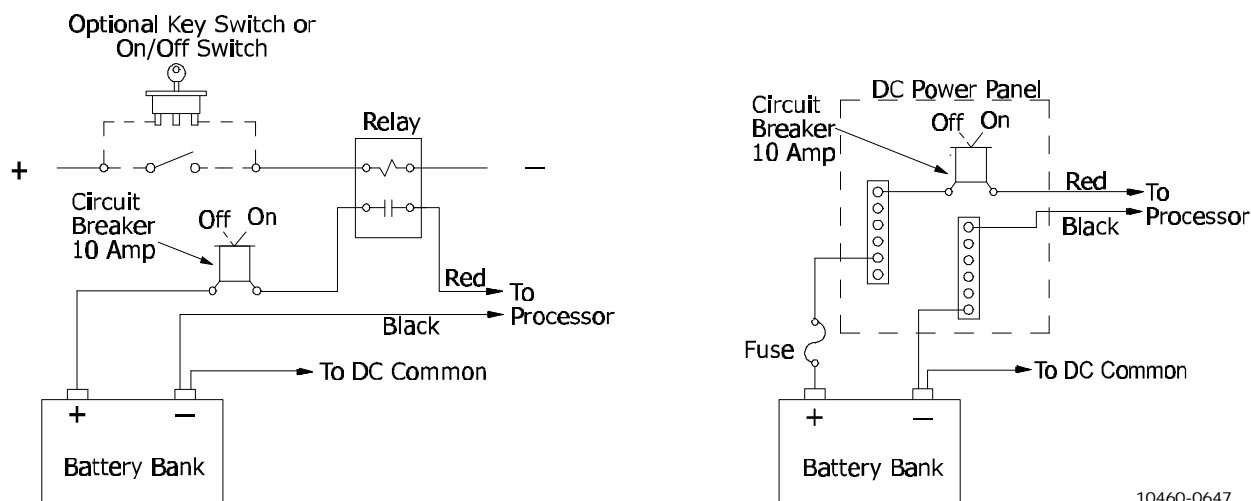 Optional Key Switch or
On/Off Switch
Relay
+
−
Circuit
Breaker
10 Amp
Off
On
Red
To
Processor
Black
To DC Common
+
−
Battery Bank
DC Power Panel
Circuit
Breaker
10 Amp
Off
On
Red
To
Processor
Black
Fuse
To DC Common
+
−
Battery Bank
10460-0647